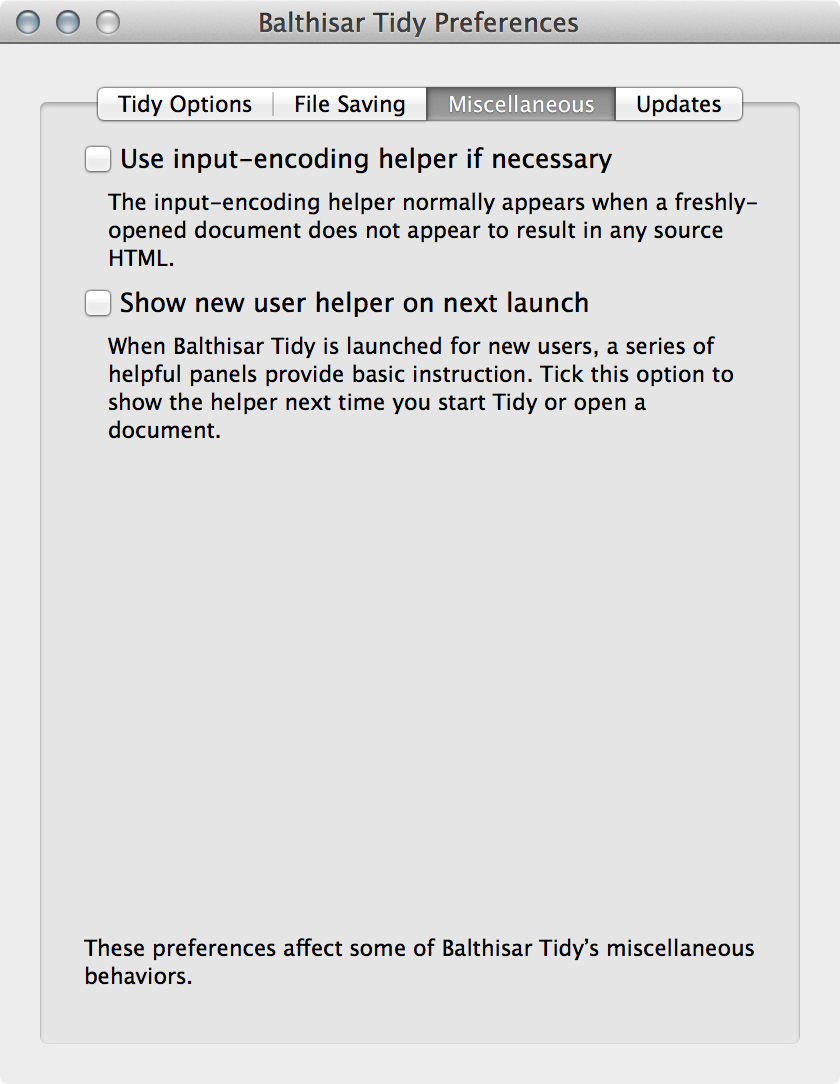 Balthisar Tidy Preferences
Tidy Options File Saving Miscellaneous Updates
Use input-encoding helper if necessary
The input-encoding helper normally appears when a freshly-
opened document does not appear to result in any source
HTML.
Show new user helper on next launch
When Balthisar Tidy is launched for new users, a series of
helpful panels provide basic instruction. Tick this option to
show the helper next time you start Tidy or open a
document.
These preferences affect some of Balthisar Tidy’s miscellaneous
behaviors.